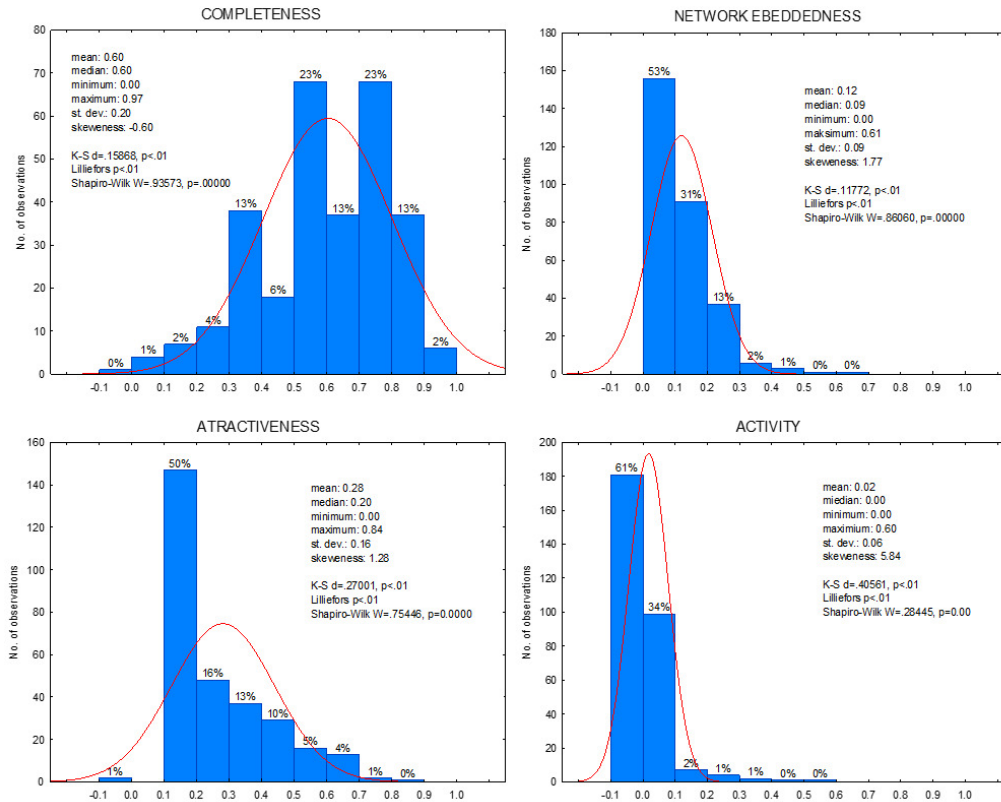 COMPLETENESS
80
70
60
50
40
30
20
10
0
No. of observations
mean: 0.60
median: 0.60
minimum: 0.00
maximum: 0.97
st. dev.: 0.20
skeweness: -0.60
K-S d=.15868, p<.01
Lilliefors p<.01
Shapiro-Wilk W=.93573, p=.00000
0% 1% 2% 4% 13% 6% 23% 13% 23% 13% 2%
-0.1 0.0 0.1 0.2 0.3 0.4 0.5 0.6 0.7 0.8 0.9 1.0
NETWORK EBEDDEDNESS
180
160
140
120
100
80
60
40
20
0
No. of observations
mean: 0.12
median: 0.09
minimum: 0.00
maksimum: 0.61
st. dev.: 0.09
skeweness: 1.77
K-S d=.11772, p<.01
Lilliefors p<.01
Shapiro-Wilk W=.86060, p=.00000
53% 31% 13% 2% 1% 0% 0%
-0.1 0.0 0.1 0.2 0.3 0.4 0.5 0.6 0.7 0.8 0.9 1.0
ATRACTIVENESS
160
140
120
100
80
60
40
20
0
No. of observations
mean: 0.28
median: 0.20
minimum: 0.00
maximum: 0.84
st. dev.: 0.16
skeweness: 1.28
K-S d=.27001, p<.01
Lilliefors p<.01
Shapiro-Wilk W=.75446, p=0.0000
1% 50% 16% 13% 10% 5% 4% 1% 0%
-0.1 0.0 0.1 0.2 0.3 0.4 0.5 0.6 0.7 0.8 0.9 1.0
ACTIVITY
200
180
160
140
120
100
80
60
40
20
0
No. of observations
mean: 0.02
miedian: 0.00
minimum: 0.00
maximium: 0.60
st. dev.: 0.06
skeweness: 5.84
K-S d=.40561, p<.01
Lilliefors p<.01
Shapiro-Wilk W=.28445, p=0.00
61% 34% 2% 1% 1% 0% 0%
-0.1 0.0 0.1 0.2 0.3 0.4 0.5 0.6 0.7 0.8 0.9 1.0